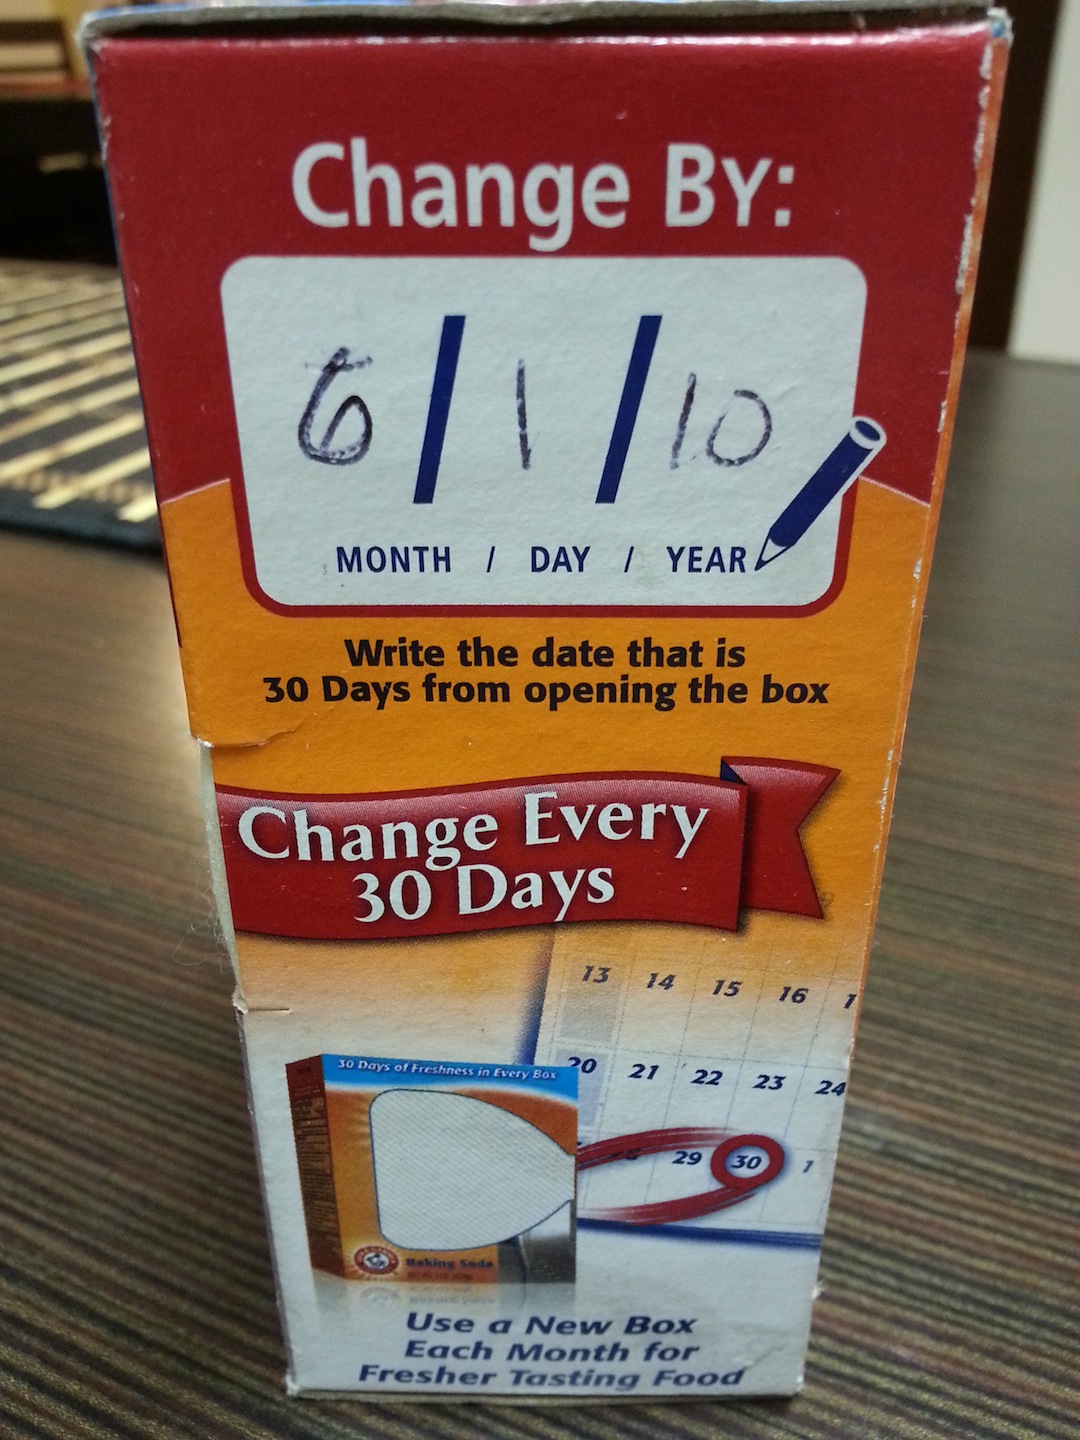 Change BY:
6 / 1 / 10
MONTH / DAY / YEAR
Write the date that is
30 Days from opening the box
Change Every
30 Days
13 14 15 16 1
20 21 22 23 24
29 30 1
30 Days of Freshness in Every Box
Baking Soda
Use a New Box
Each Month for
Fresher Tasting Food